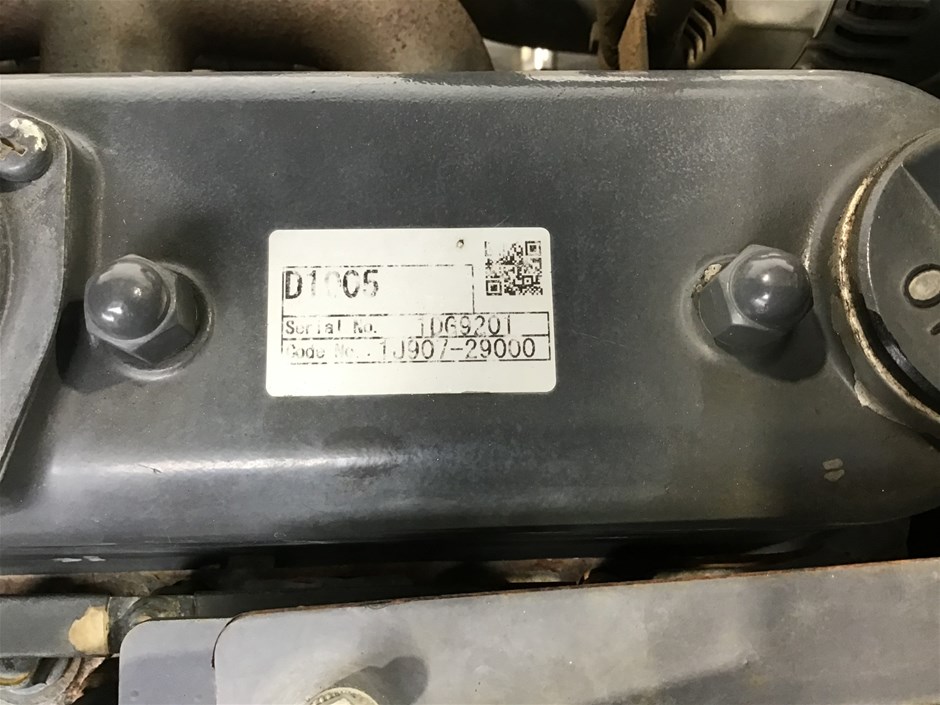 D1005
Serial No. 1DG9201
Code No. 1J907-29000